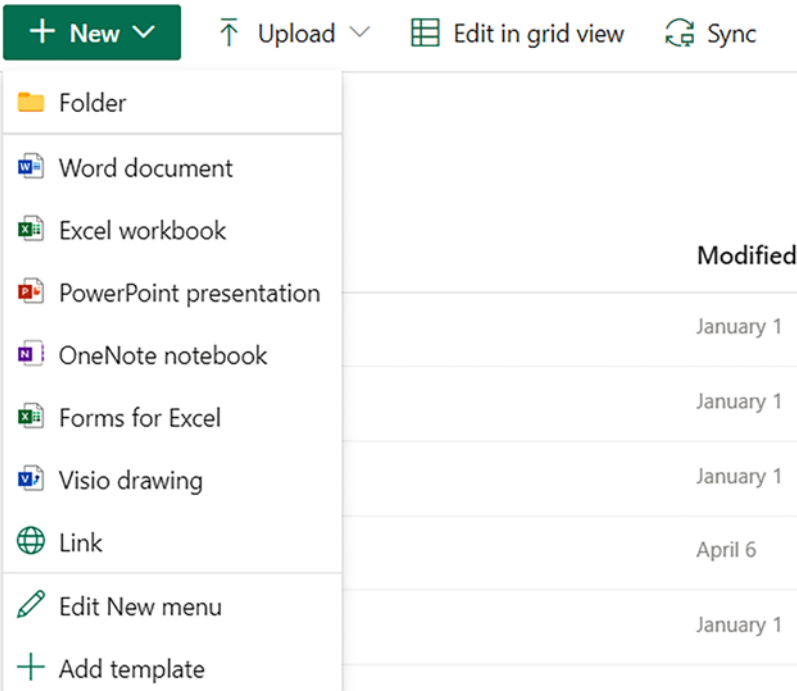 New
Upload
Edit in grid view
Sync
Folder
Word document
Excel workbook
PowerPoint presentation
OneNote notebook
Forms for Excel
Visio drawing
Link
Edit New menu
Add template
Modified
January 1
January 1
January 1
April 6
January 1